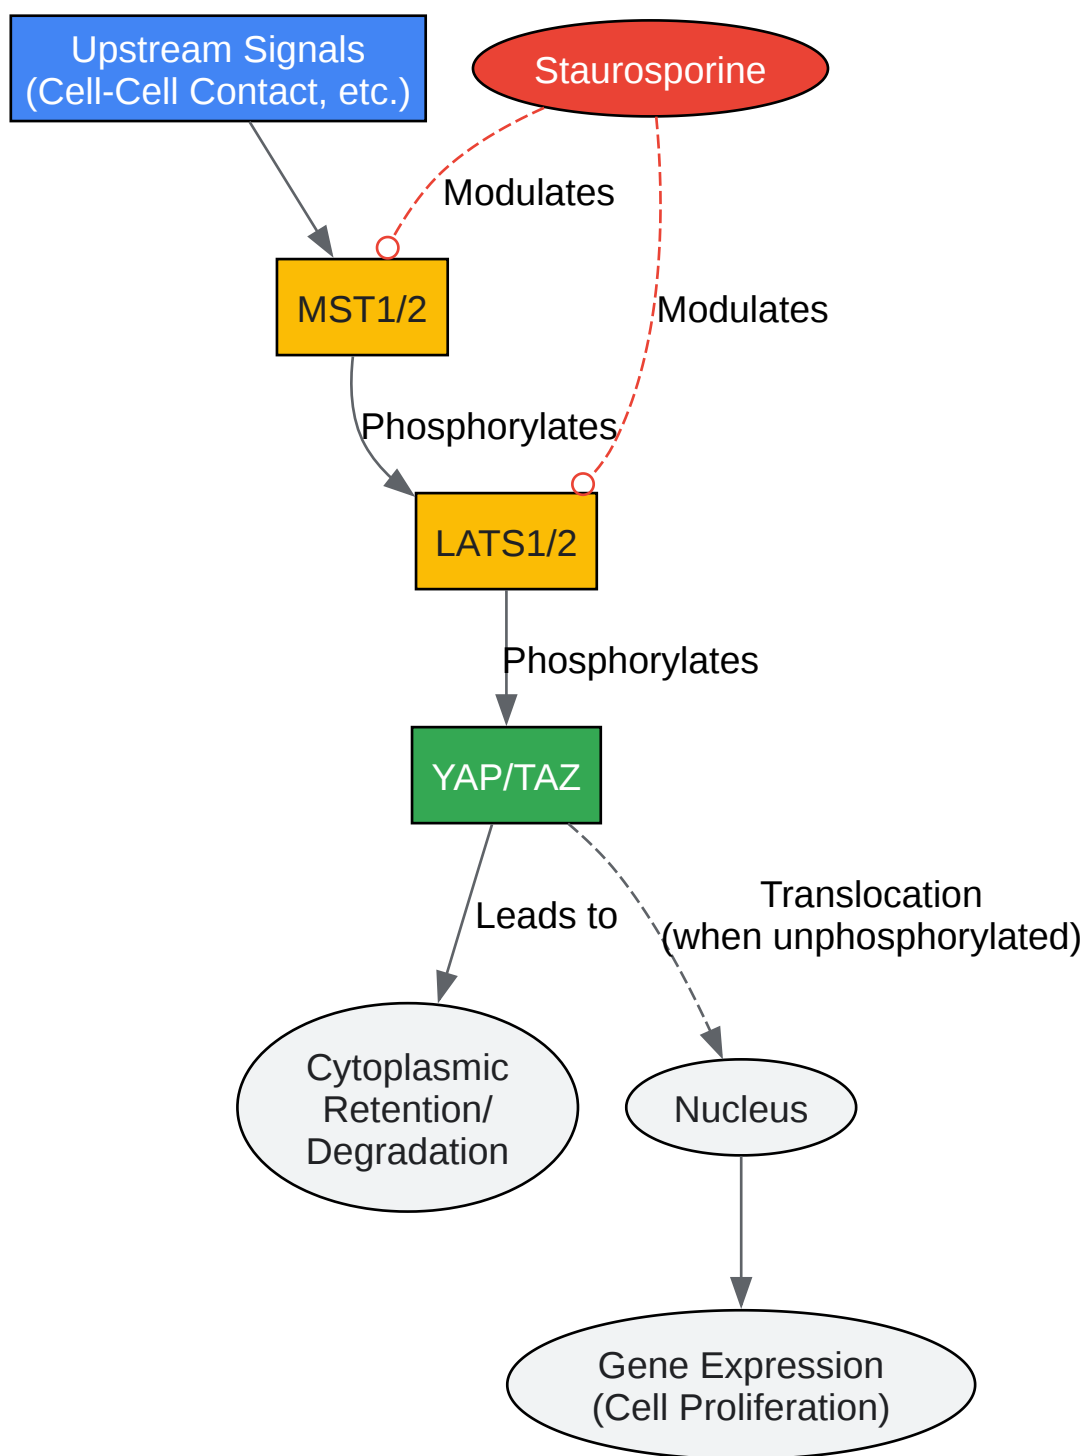 Upstream Signals
(Cell-Cell Contact, etc.)
Staurosporine
Modulates
MST1/2
Modulates
Phosphorylates
LATS1/2
Phosphorylates
YAP/TAZ
Leads to
Translocation
(when unphosphorylated)
Cytoplasmic
Retention/
Degradation
Nucleus
Gene Expression
(Cell Proliferation)